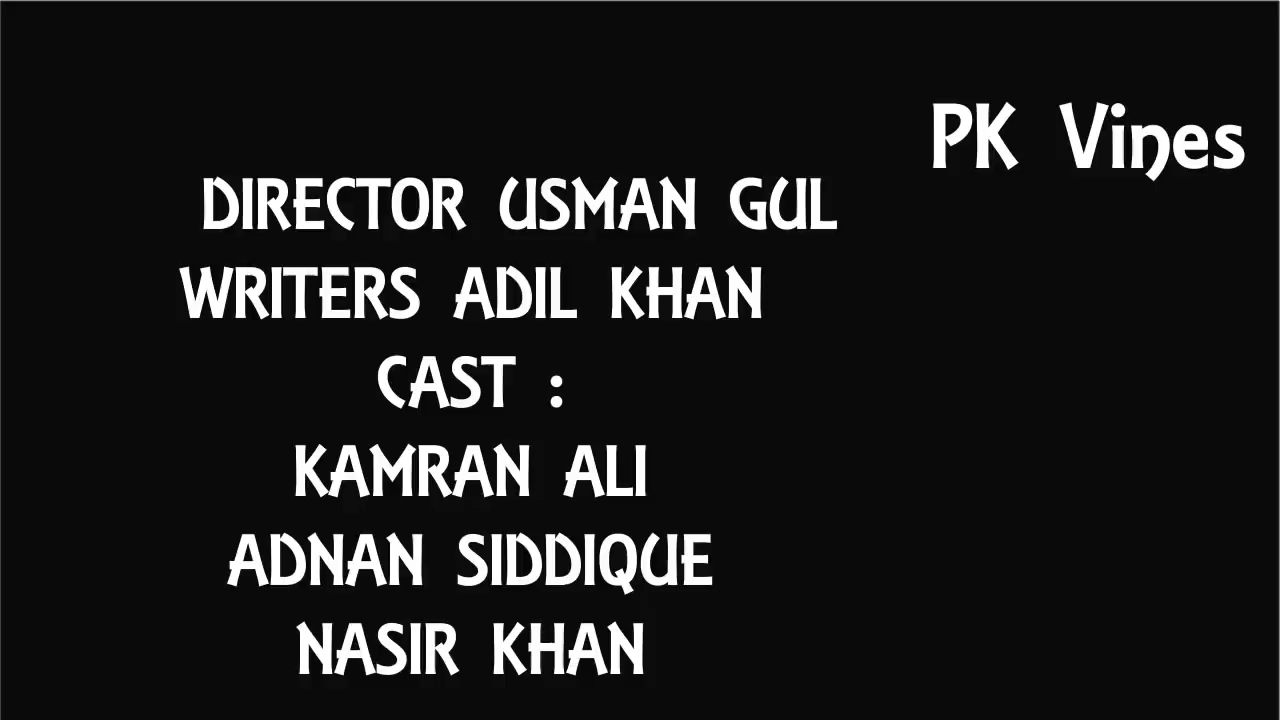 PK Vines
DIRECTOR USMAN GUL
WRITERS ADIL KHAN
CAST :
KAMRAN ALI
ADNAN SIDDIQUE
NASIR KHAN